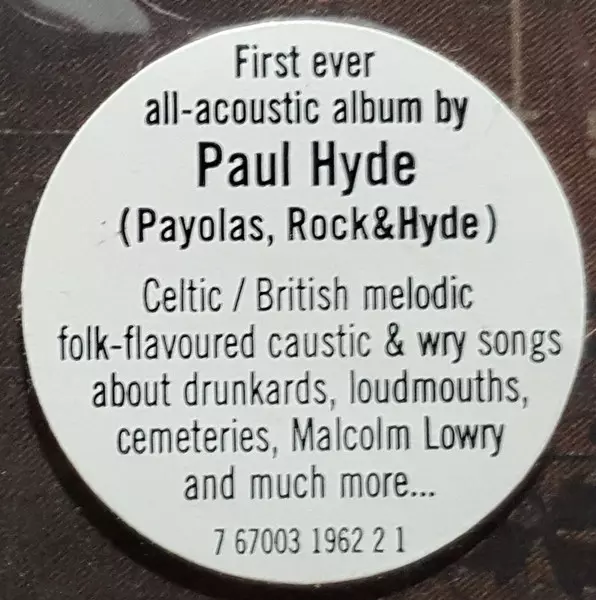 First ever
all-acoustic album by
Paul Hyde
(Payolas, Rock&Hyde)
Celtic / British melodic
folk-flavoured caustic & wry songs
about drunkards, loudmouths,
cemeteries, Malcolm Lowry
and much more...
7 67003 1962 2 1